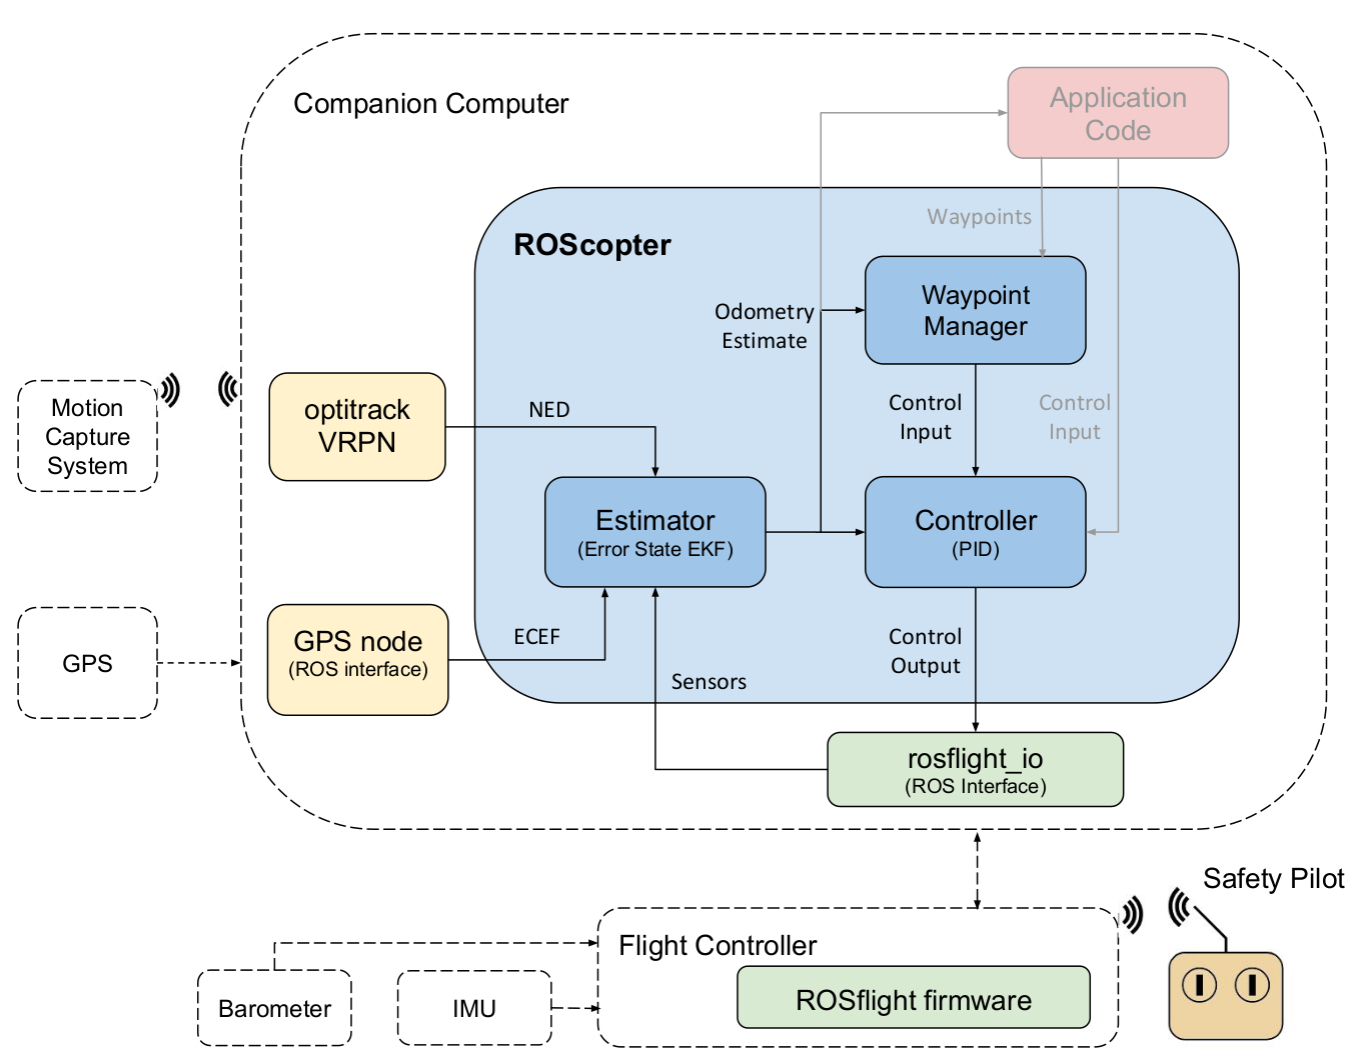 Companion Computer
Application
Code
Waypoints
ROScopter
Waypoint
Manager
Odometry
Estimate
Motion
Capture
System
optitrack
VRPN
NED
Control
Input
Control
Input
Estimator
(Error State EKF)
Controller
(PID)
GPS
GPS node
(ROS interface)
ECEF
Sensors
Control
Output
rosflight_io
(ROS Interface)
Safety Pilot
Flight Controller
Barometer
IMU
ROSflight firmware